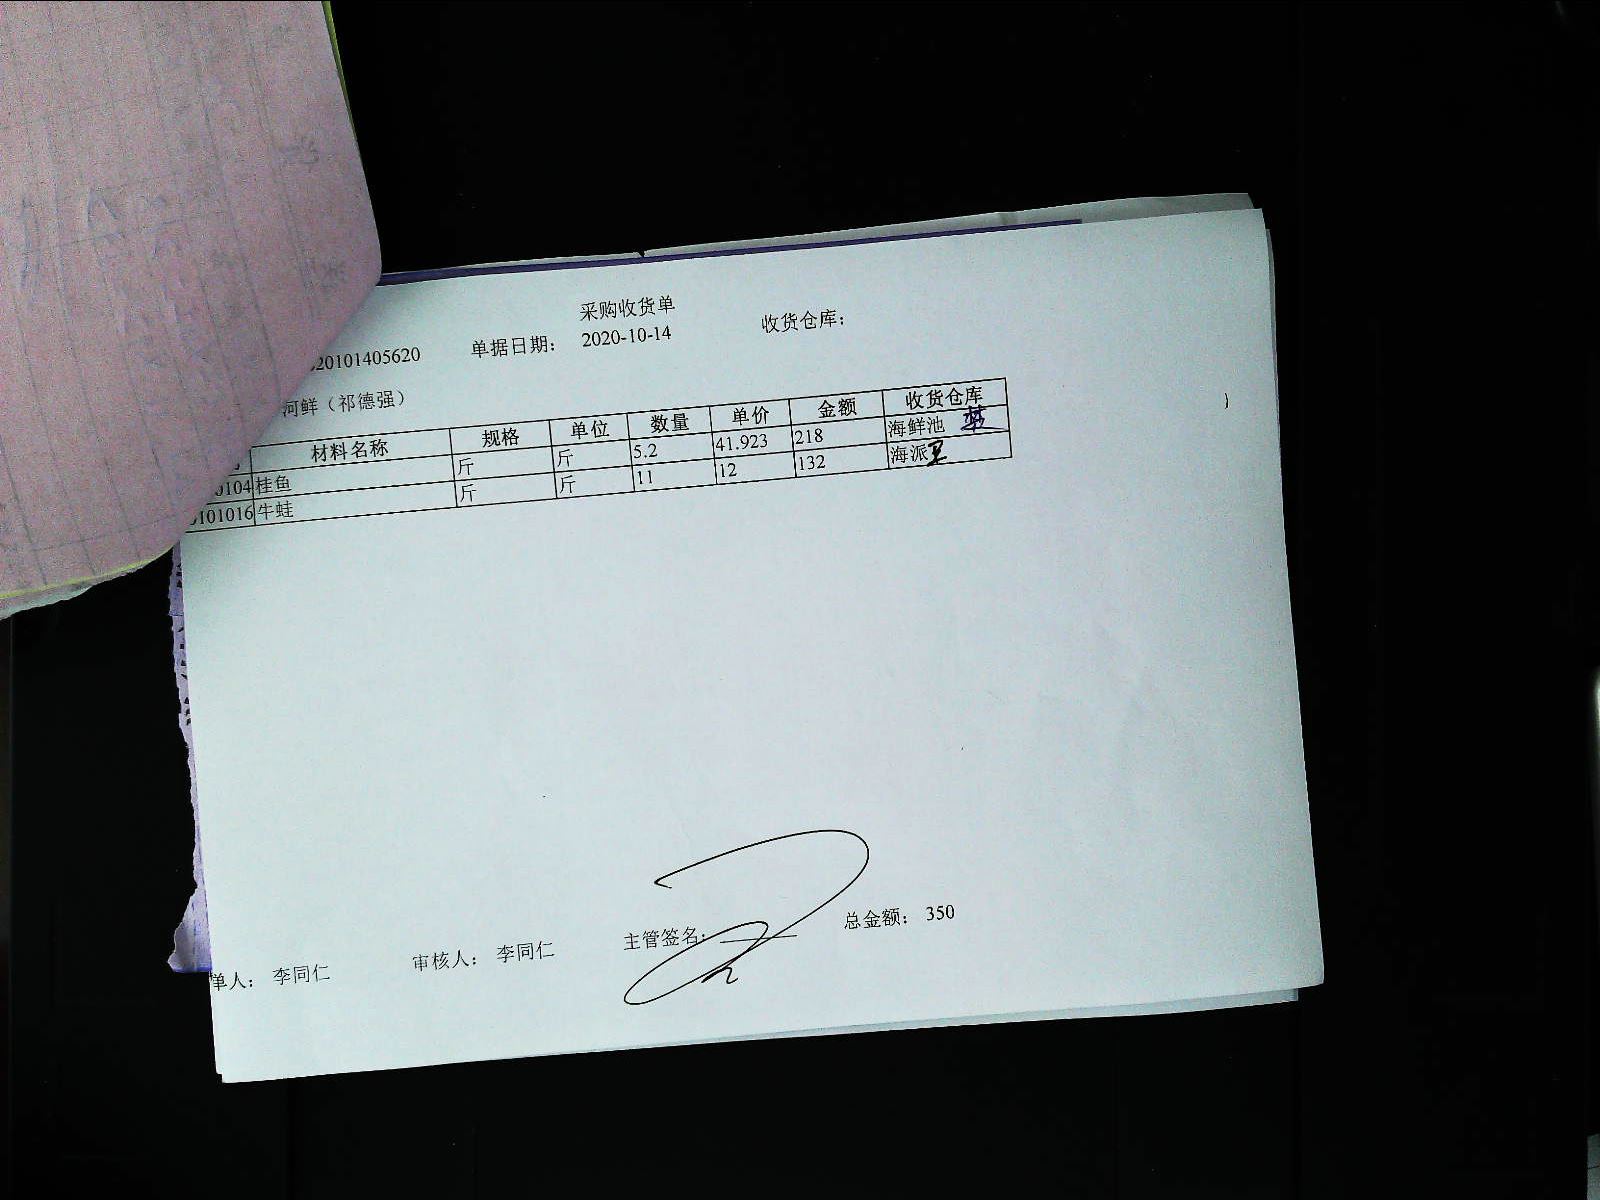 采购收货单
20101405620 单据日期: 2020-10-14 收货仓库:
河鲜(祁德强)
材料名称 规格 单位 数量 单价 金额 收货仓库
0104 桂鱼 斤 斤 5.2 41.923 218 海鲜池
101016 牛蛙 斤 斤 11 12 132 海派
单人: 李同仁 审核人: 李同仁 主管签名: 总金额: 350